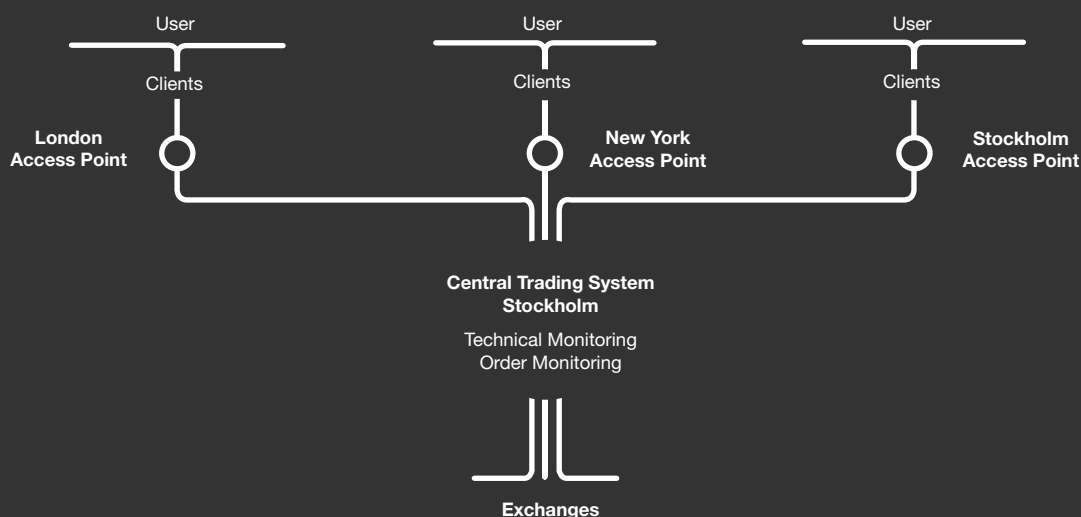 User
User
User
Clients
Clients
Clients
London
Access Point
New York
Access Point
Stockholm
Access Point
Central Trading System
Stockholm
Technical Monitoring
Order Monitoring
Exchanges